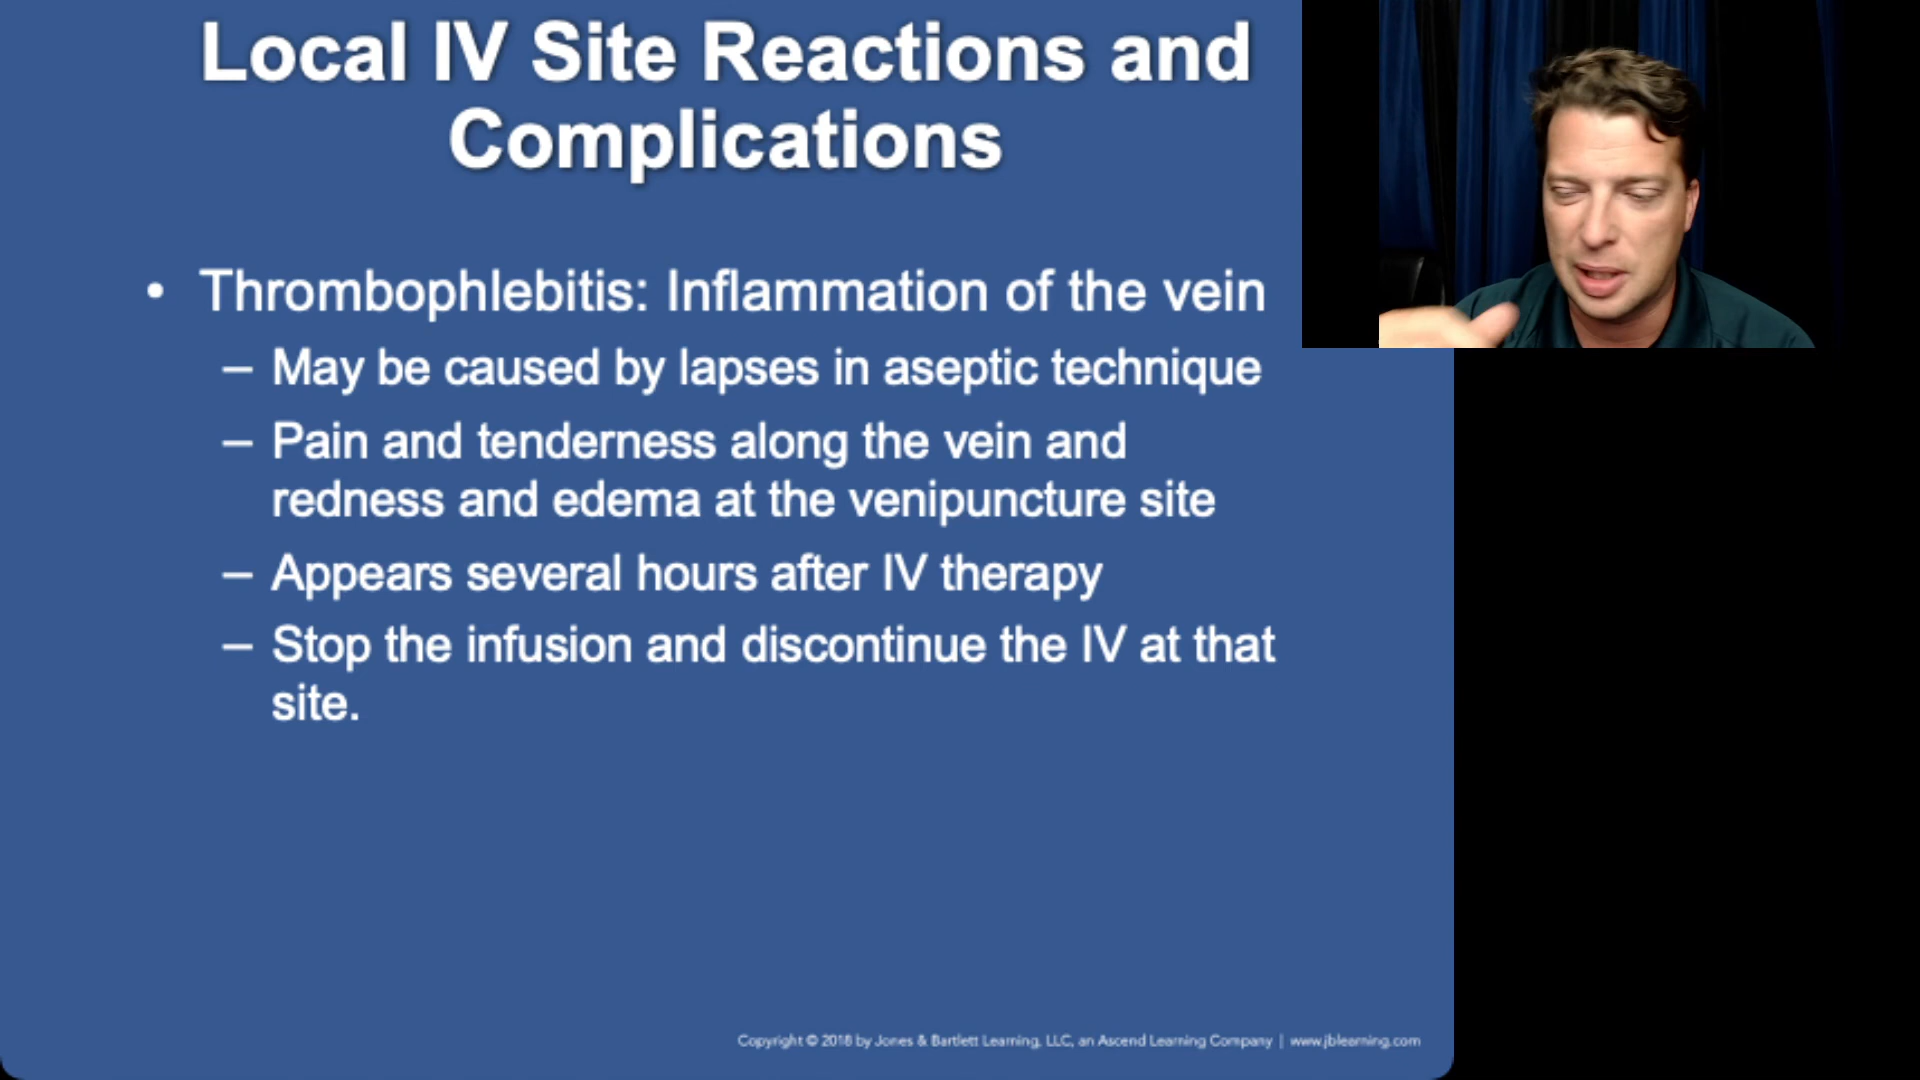 Local IV Site Reactions and
Complications
• Thrombophlebitis: Inflammation of the vein
– May be caused by lapses in aseptic technique
– Pain and tenderness along the vein and
redness and edema at the venipuncture site
– Appears several hours after IV therapy
– Stop the infusion and discontinue the IV at that
site.
Copyright © 2018 by Jones & Bartlett Learning, LLC, an Ascend Learning Company | www.jblearning.com